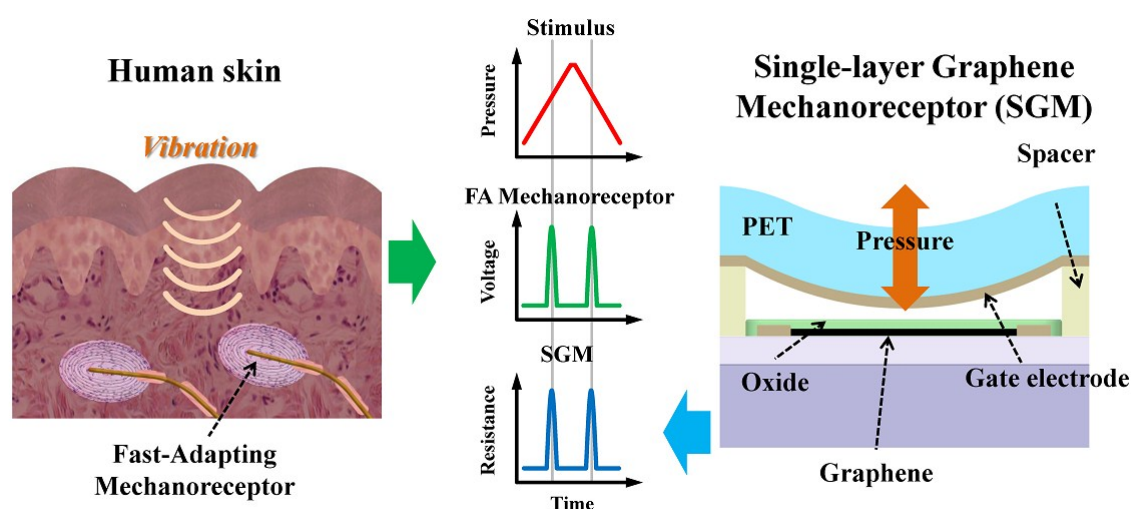 Human skin
Vibration
Fast-Adapting
Mechanoreceptor
Stimulus
Pressure
FA Mechanoreceptor
Voltage
SGM
Resistance
Time
Single-layer Graphene
Mechanoreceptor (SGM)
Spacer
PET
Pressure
Oxide
Gate electrode
Graphene